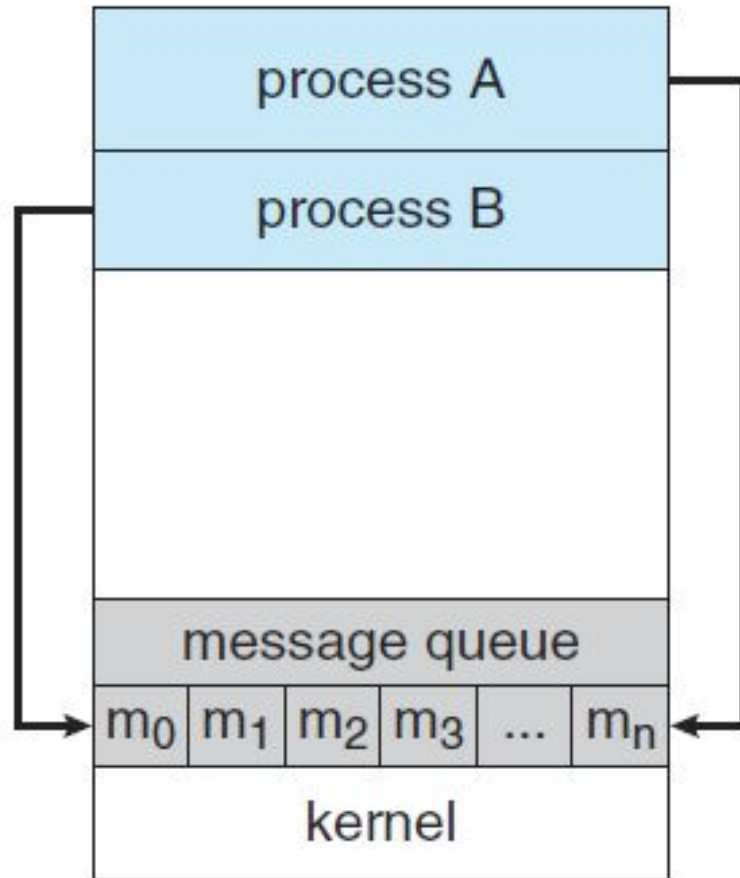 process A
process B
message queue
m0 m1 m2 m3 ... mn
kernel